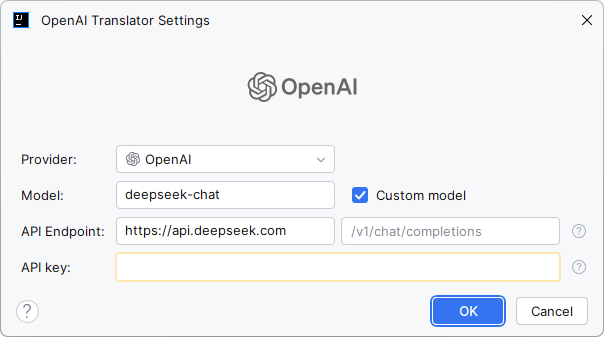 OpenAI Translator Settings
OpenAI
Provider: OpenAI
Model: deepseek-chat Custom model
API Endpoint: https://api.deepseek.com /v1/chat/completions ?
API key: ?
? OK Cancel